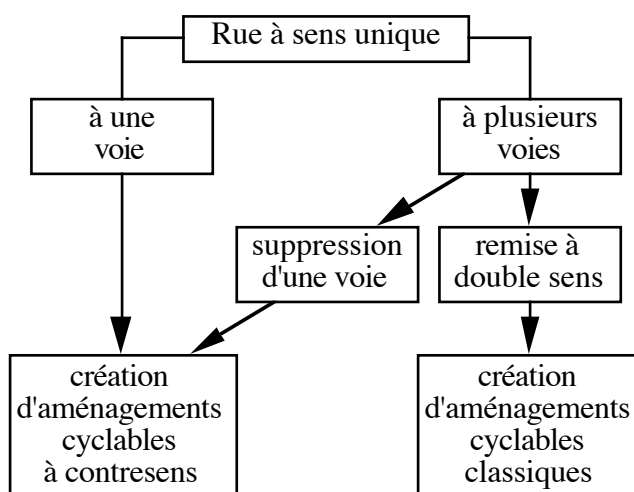 Rue à sens unique
à une
voie
à plusieurs
voies
suppression
d'une voie
remise à
double sens
création
d'aménagements
cyclables
à contresens
création
d'aménagements
cyclables
classiques